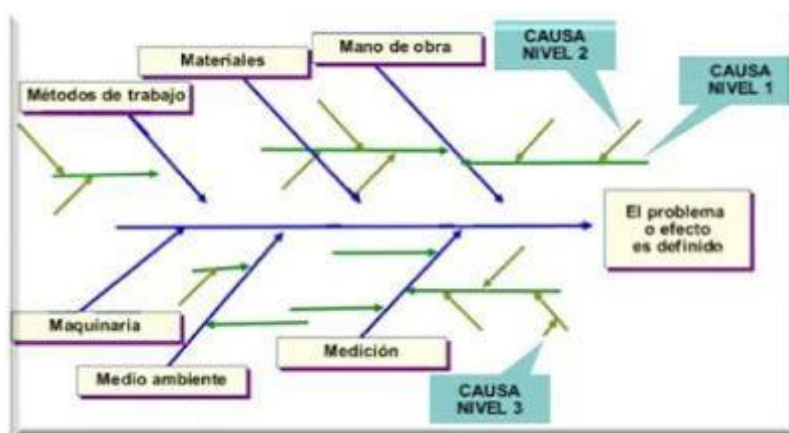 CAUSA
NIVEL 2
Mano de obra
Materiales
CAUSA
NIVEL 1
Métodos de trabajo
El problema
o efecto
es definido
Maquinaria
Medición
Medio ambiente
CAUSA
NIVEL 3